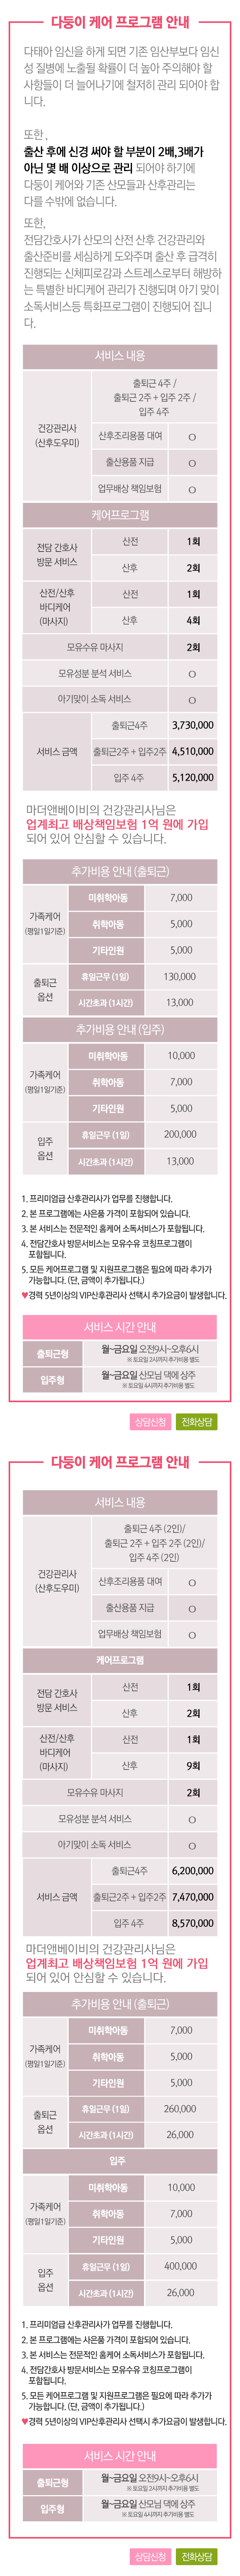 다둥이 케어 프로그램 안내
다태아 임신을 하게 되면 기존 임산부보다 임신
성 질병에 노출될 확률이 더 높아 주의해야 할
사항들이 더 늘어나기에 철저히 관리 되어야 합
니다.
또한 ,
출산 후에 신경 써야 할 부분이 2배,3배가
아닌 몇 배 이상으로 관리 되어야 하기에
다둥이 케어와 기존 산모들과 산후관리는
다를 수밖에 없습니다.
또한,
전담간호사가 산모의 산전 산후 건강관리와
출산준비를 세심하게 도와주며 출산 후 급격히
진행되는 신체피로감과 스트레스로부터 해방하
는 특별한 바디케어 관리가 진행되며 아기 맞이
소독서비스등 특화프로그램이 진행되어 집니
다.
서비스 내용
건강관리사
(산후도우미)
출퇴근 4주 /
출퇴근 2주 + 입주 2주 /
입주 4주
산후조리용품 대여 O
출산용품 지급 O
업무배상 책임보험 O
케어프로그램
전담 간호사
방문 서비스
산전 1회
산후 2회
산전/산후
바디케어
(마사지)
산전 1회
산후 4회
모유수유 마사지 2회
모유성분 분석 서비스 O
아기맞이 소독 서비스 O
서비스 금액
출퇴근4주 3,730,000
출퇴근2주 + 입주2주 4,510,000
입주 4주 5,120,000
마더앤베이비의 건강관리사님은
업계최고 배상책임보험 1억 원에 가입
되어 있어 안심할 수 있습니다.
추가비용 안내 (출퇴근)
가족케어
(평일1일기준)
미취학아동 7,000
취학아동 5,000
기타인원 5,000
출퇴근
옵션
휴일근무 (1일) 130,000
시간초과 (1시간) 13,000
추가비용 안내 (입주)
가족케어
(평일1일기준)
미취학아동 10,000
취학아동 7,000
기타인원 5,000
입주
옵션
휴일근무 (1일) 200,000
시간초과 (1시간) 13,000
1. 프리미엄급 산후관리사가 업무를 진행합니다.
2. 본 프로그램에는 사은품 가격이 포함되어 있습니다.
3. 본 서비스는 전문적인 홈케어 소독서비스가 포함됩니다.
4. 전담간호사 방문서비스는 모유수유 코칭프로그램이
포함됩니다.
5. 모든 케어프로그램 및 지원프로그램은 필요에 따라 추가가
가능합니다. (단, 금액이 추가됩니다.)
♥경력 5년이상의 VIP산후관리사 선택시 추가요금이 발생합니다.
서비스 시간 안내
출퇴근형
월~금요일 오전9시~오후6시
※ 토요일 2시까지 추가비용 별도
입주형
월~금요일 산모님 댁에 상주
※ 토요일 4시까지 추가비용 별도
상담신청 전화상담
다둥이 케어 프로그램 안내
서비스 내용
건강관리사
(산후도우미)
출퇴근 4주 (2인)/
출퇴근 2주 + 입주 2주 (2인)/
입주 4주 (2인)
산후조리용품 대여 O
출산용품 지급 O
업무배상 책임보험 O
케어프로그램
전담 간호사
방문 서비스
산전 1회
산후 2회
산전/산후
바디케어
(마사지)
산전 1회
산후 9회
모유수유 마사지 2회
모유성분 분석 서비스 O
아기맞이 소독 서비스 O
서비스 금액
출퇴근4주 6,200,000
출퇴근2주 + 입주2주 7,470,000
입주 4주 8,570,000
마더앤베이비의 건강관리사님은
업계최고 배상책임보험 1억 원에 가입
되어 있어 안심할 수 있습니다.
추가비용 안내 (출퇴근)
가족케어
(평일1일기준)
미취학아동 7,000
취학아동 5,000
기타인원 5,000
출퇴근
옵션
휴일근무 (1일) 260,000
시간초과 (1시간) 26,000
입주
가족케어
(평일1일기준)
미취학아동 10,000
취학아동 7,000
기타인원 5,000
입주
옵션
휴일근무 (1일) 400,000
시간초과 (1시간) 26,000
1. 프리미엄급 산후관리사가 업무를 진행합니다.
2. 본 프로그램에는 사은품 가격이 포함되어 있습니다.
3. 본 서비스는 전문적인 홈케어 소독서비스가 포함됩니다.
4. 전담간호사 방문서비스는 모유수유 코칭프로그램이
포함됩니다.
5. 모든 케어프로그램 및 지원프로그램은 필요에 따라 추가가
가능합니다. (단, 금액이 추가됩니다.)
♥경력 5년이상의 VIP산후관리사 선택시 추가요금이 발생합니다.
서비스 시간 안내
출퇴근형
월~금요일 오전9시~오후6시
※ 토요일 2시까지 추가비용 별도
입주형
월~금요일 산모님 댁에 상주
※ 토요일 4시까지 추가비용 별도
상담신청 전화상담